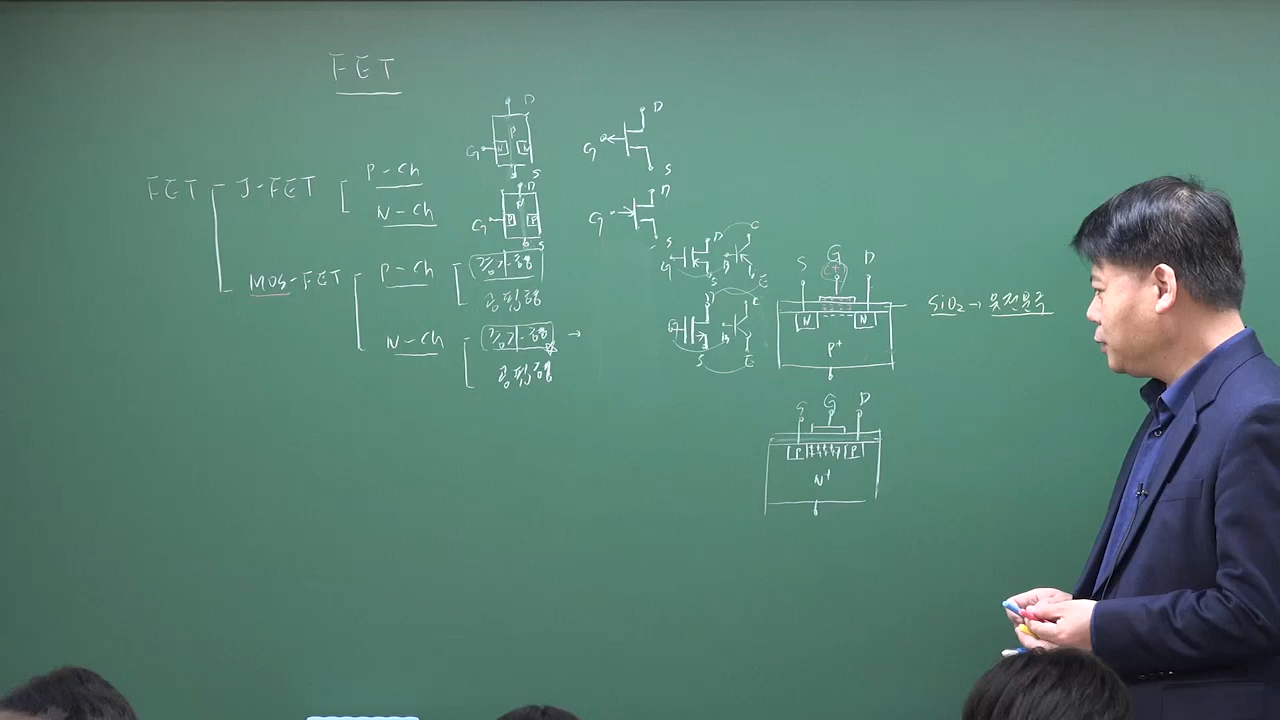 FET
FET
J-FET
P-ch
N-ch
MOS-FET
P-ch
증가형
공핍형
N-ch
증가형
공핍형
D
P
N
N
G
S
D
N
P
P
G
S
D
G
S
D
G
S
D
G
S
C
B
E
D
G
S
C
B
E
S
G
D
+
N
N
P+
SiO₂→ 유전물질
S
G
D
P
P
N+